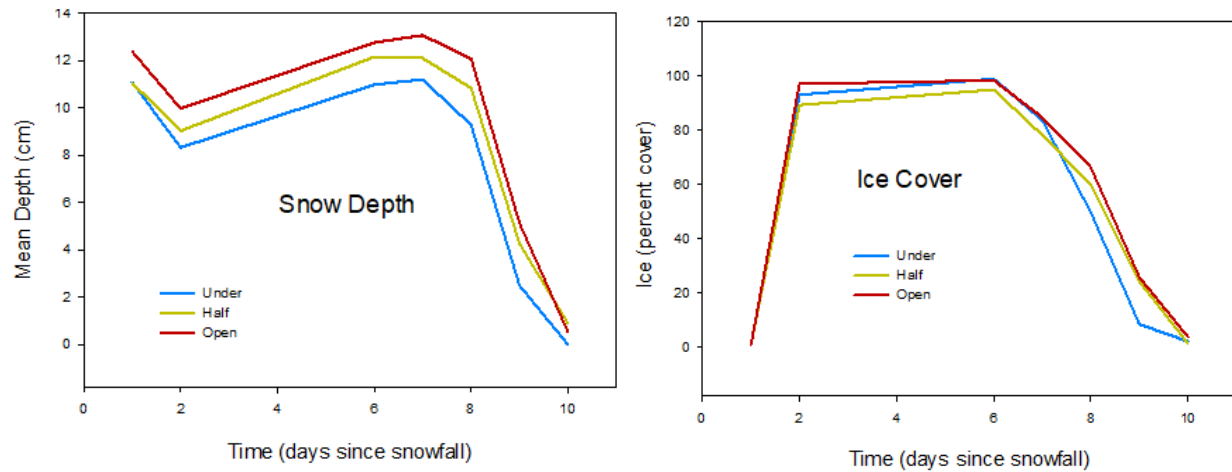 14
12
10
8
6
4
2
0
Mean Depth (cm)
Snow Depth
Under
Half
Open
0 2 4 6 8 10
Time (days since snowfall)
120
100
80
60
40
20
0
Ice (percent cover)
Ice Cover
Under
Half
Open
0 2 4 6 8 10
Time (days since snowfall)